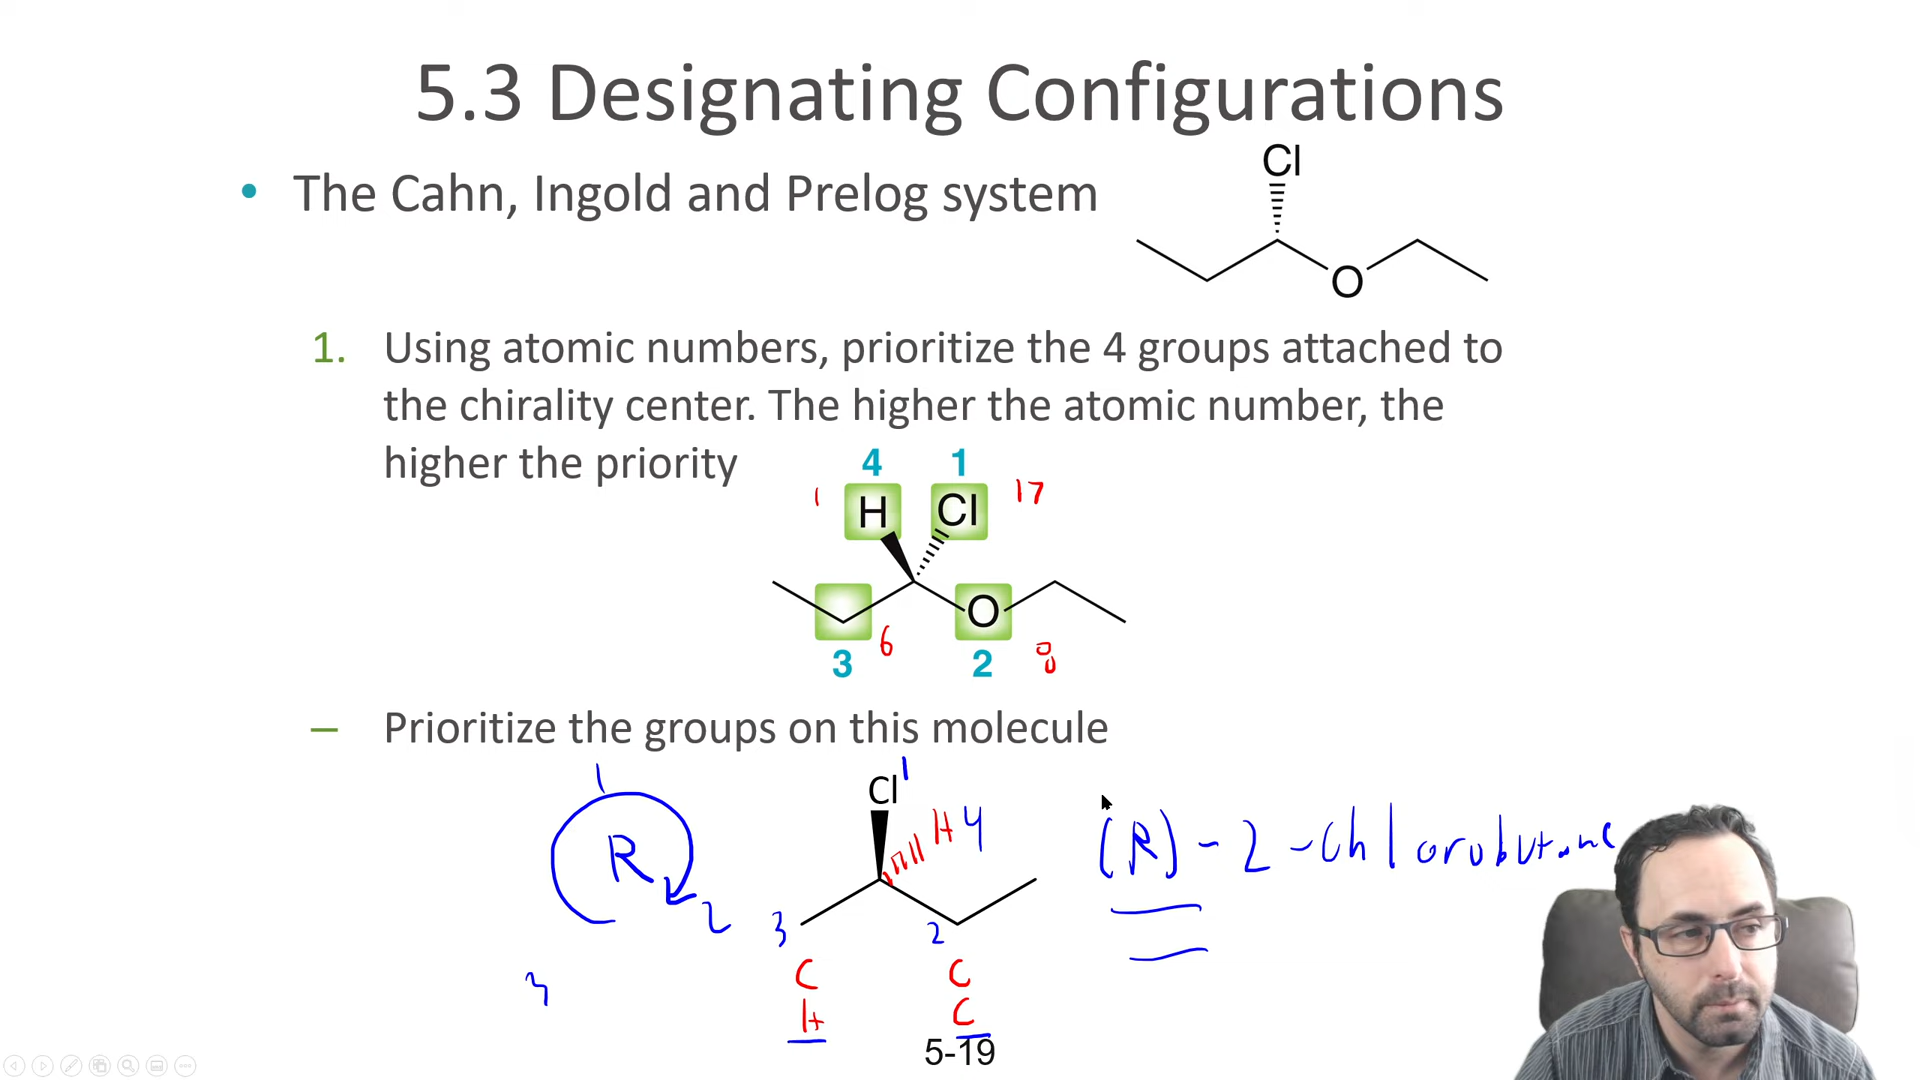 5.3 Designating Configurations
• The Cahn, Ingold and Prelog system
Cl
O
1. Using atomic numbers, prioritize the 4 groups attached to
the chirality center. The higher the atomic number, the
higher the priority
4 1
1 H Cl 17
O
3 6 2 8
– Prioritize the groups on this molecule
1 Cl 1
R H 4 (R)-2-chlorobutane
2 3 2
3 C C
H C
5-19